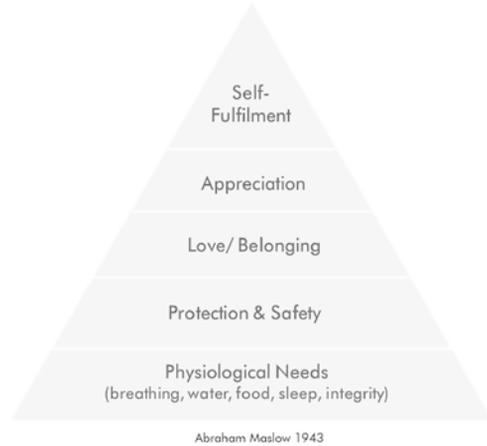 Self-
Fulfilment
Appreciation
Love/ Belonging
Protection & Safety
Physiological Needs
(breathing, water, food, sleep, integrity)
Abraham Maslow 1943